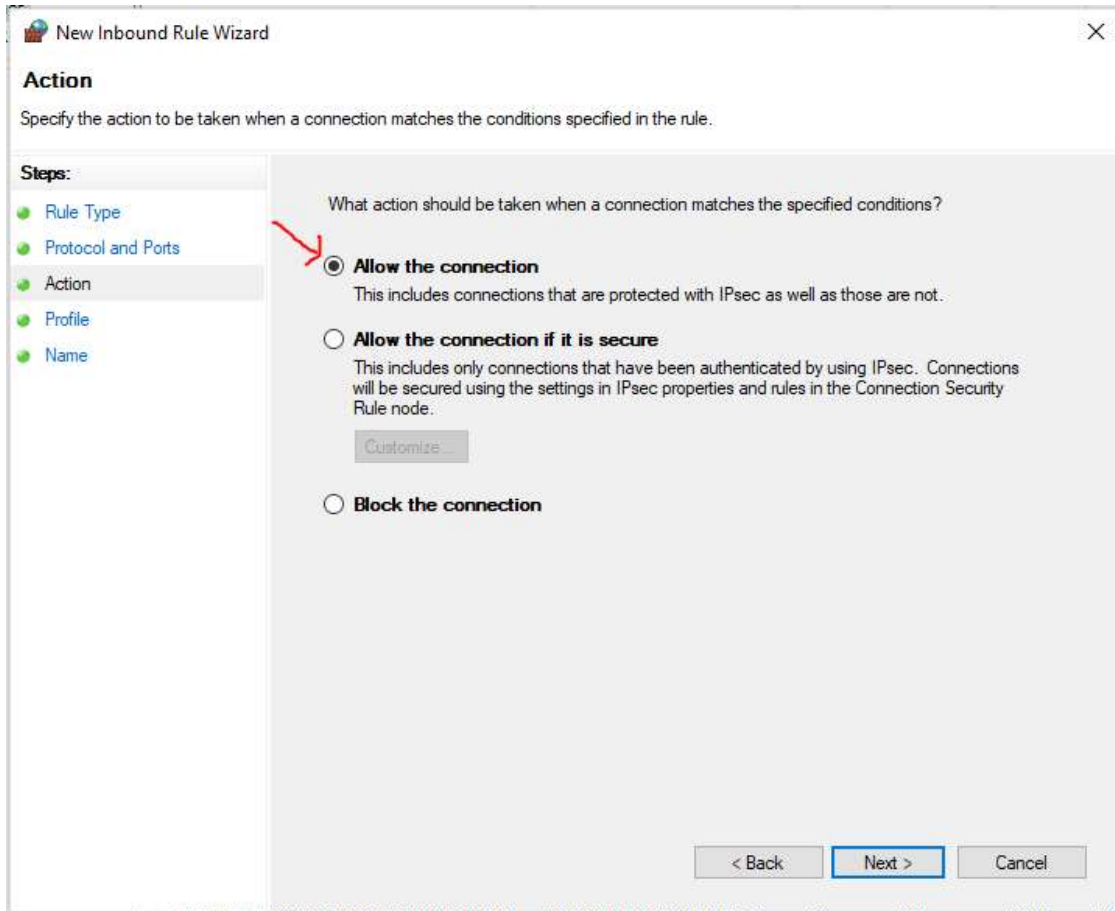 New Inbound Rule Wizard
Action
Specify the action to be taken when a connection matches the conditions specified in the rule.
Steps:
Rule Type
Protocol and Ports
Action
Profile
Name
What action should be taken when a connection matches the specified conditions?
Allow the connection
This includes connections that are protected with IPsec as well as those are not.
Allow the connection if it is secure
This includes only connections that have been authenticated by using IPsec. Connections
will be secured using the settings in IPsec properties and rules in the Connection Security
Rule node.
Customize...
Block the connection
< Back
Next >
Cancel